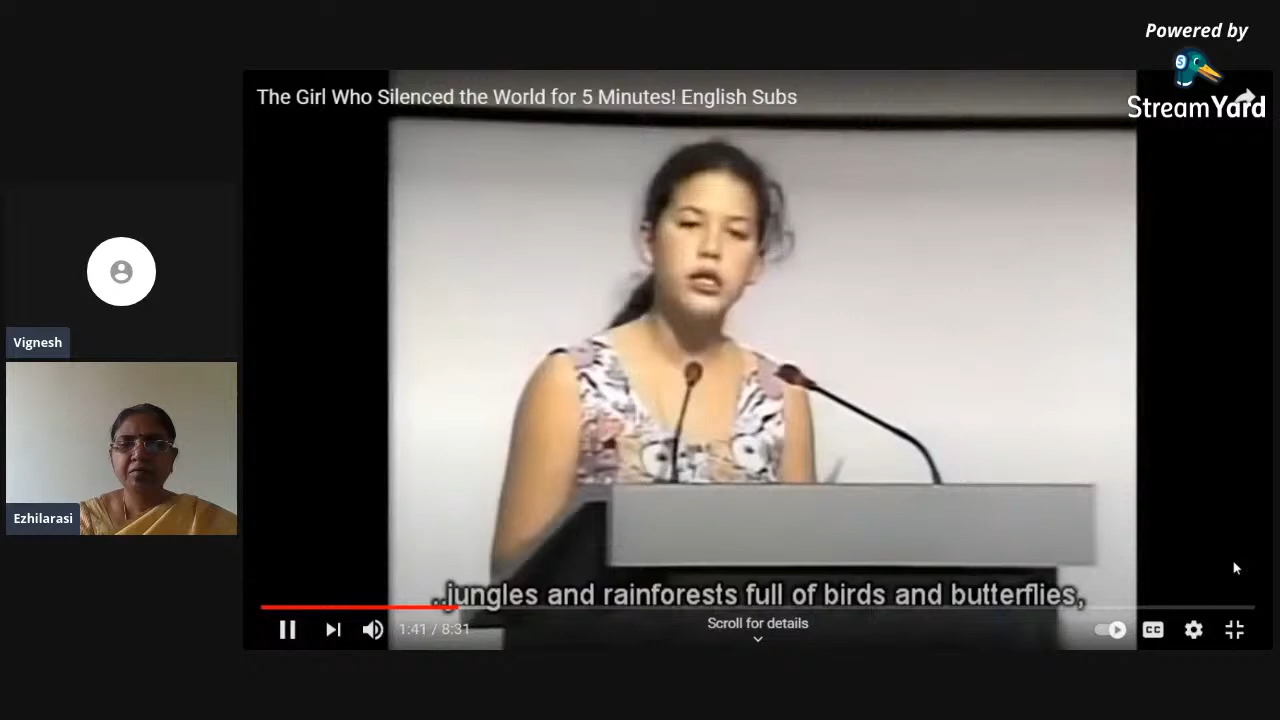 Powered by
StreamYard
The Girl Who Silenced the World for 5 Minutes! English Subs
Vignesh
Ezhilarasi
..jungles and rainforests full of birds and butterflies,
1:41 / 8:31
Scroll for details
CC